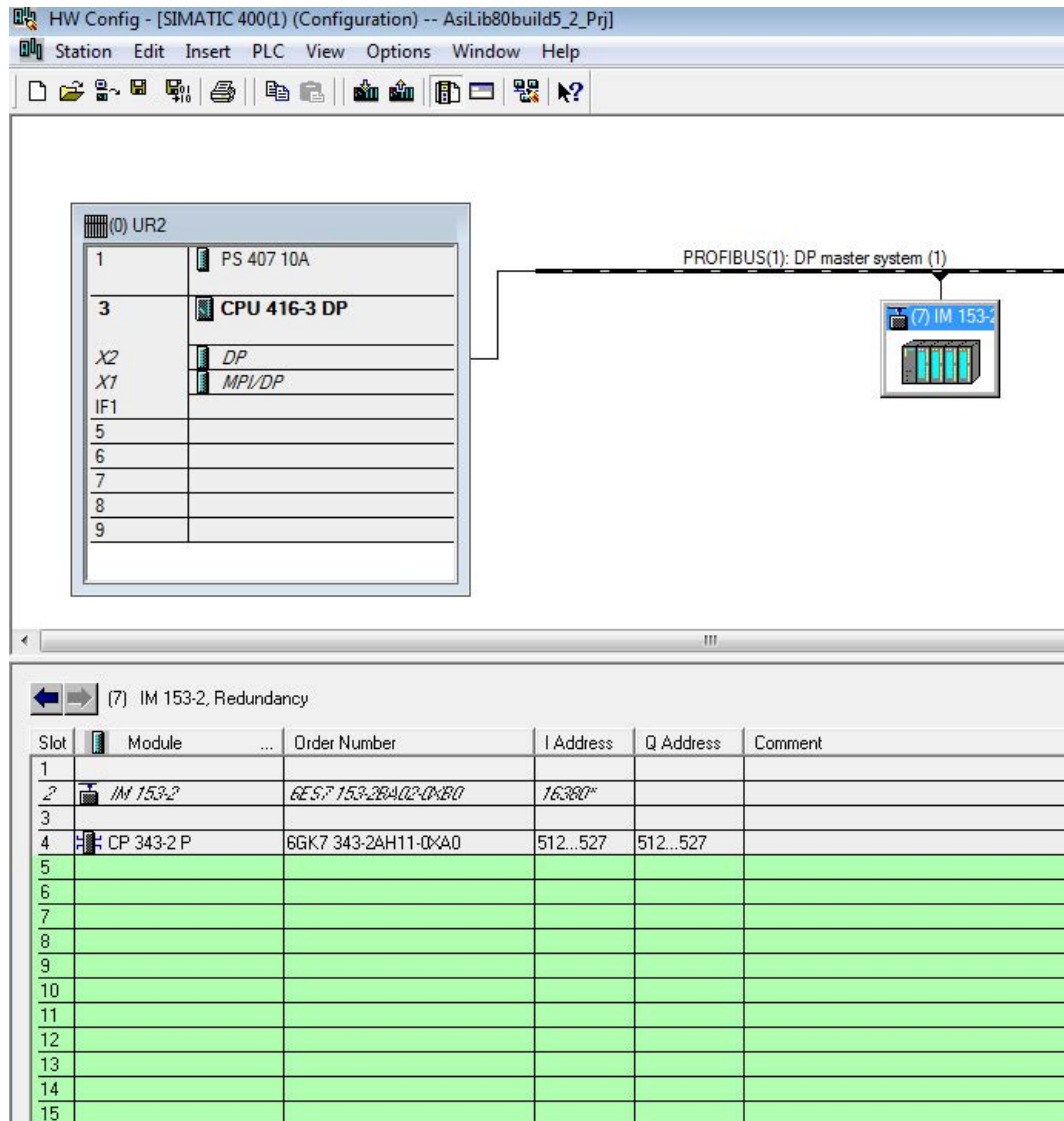 HW Config - [SIMATIC 400(1) (Configuration) -- AsiLib80build5_2_Prj]
Station Edit Insert PLC View Options Window Help
(0) UR2
1 PS 407 10A
3 CPU 416-3 DP
X2 DP
X1 MPI/DP
IF1
5
6
7
8
9
PROFIBUS(1): DP master system (1)
(7) IM 153-2
(7) IM 153-2, Redundancy
Slot Module ... Order Number I Address Q Address Comment
1
2 IM 153-2 6ES7 153-2BA02-0XB0 16380*
3
4 CP 343-2 P 6GK7 343-2AH11-0XA0 512...527 512...527
5
6
7
8
9
10
11
12
13
14
15